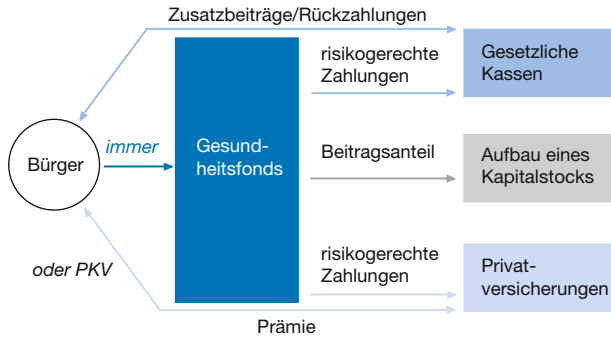 Zusatzbeiträge/Rückzahlungen
risikogerechte
Zahlungen
Gesetzliche
Kassen
immer
Bürger
Gesund-
heitsfonds
Beitragsanteil
Aufbau eines
Kapitalstocks
oder PKV
risikogerechte
Zahlungen
Privat-
versicherungen
Prämie